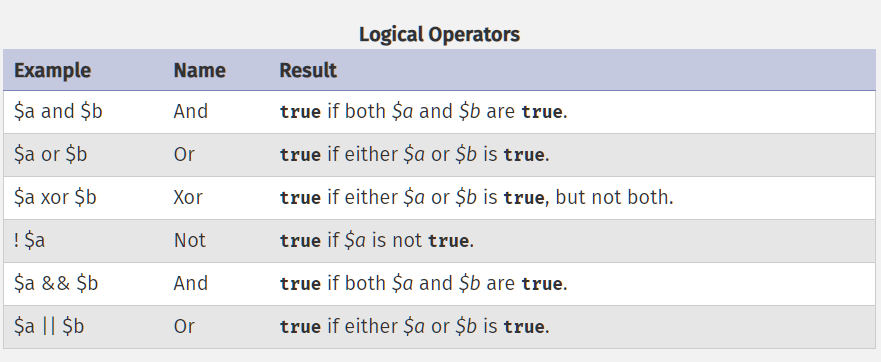 Logical Operators
Example Name Result
$a and $b And true if both $a and $b are true.
$a or $b Or true if either $a or $b is true.
$a xor $b Xor true if either $a or $b is true, but not both.
! $a Not true if $a is not true.
$a && $b And true if both $a and $b are true.
$a || $b Or true if either $a or $b is true.